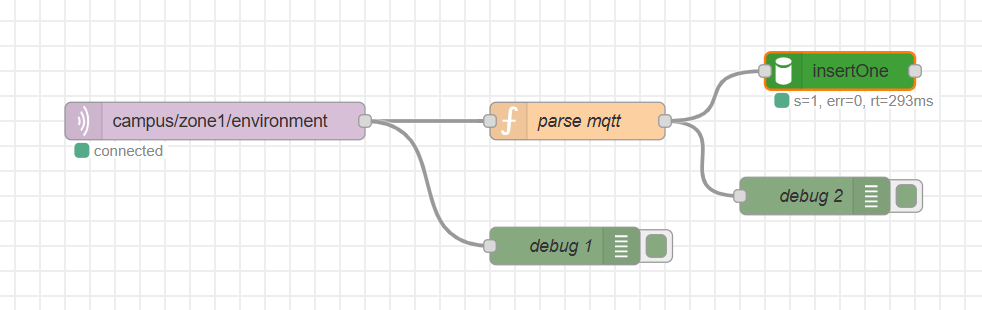 insertOne
s=1, err=0, rt=293ms
campus/zone1/environment
connected
parse mqtt
debug 2
debug 1